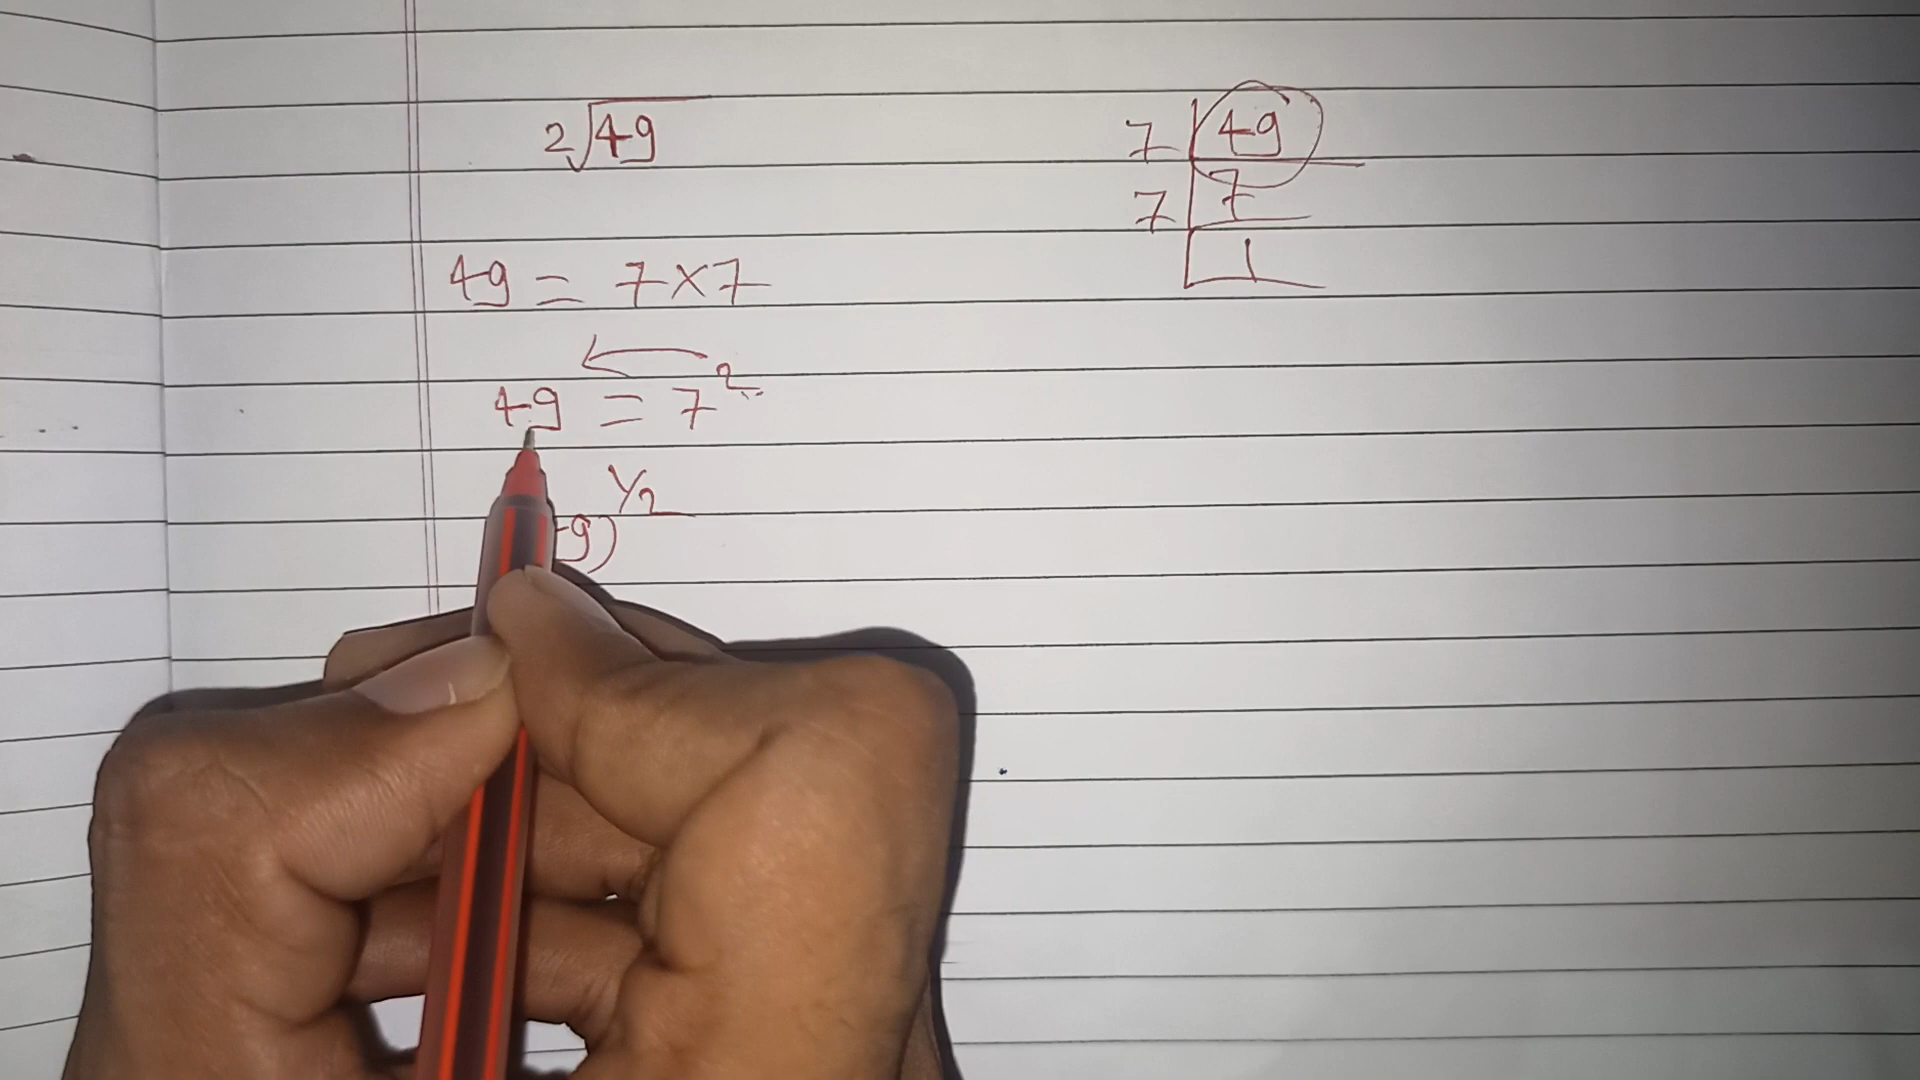 2√49
49 = 7×7
49 = 7²
9)^1/2
7 | 49
7 | 7
1